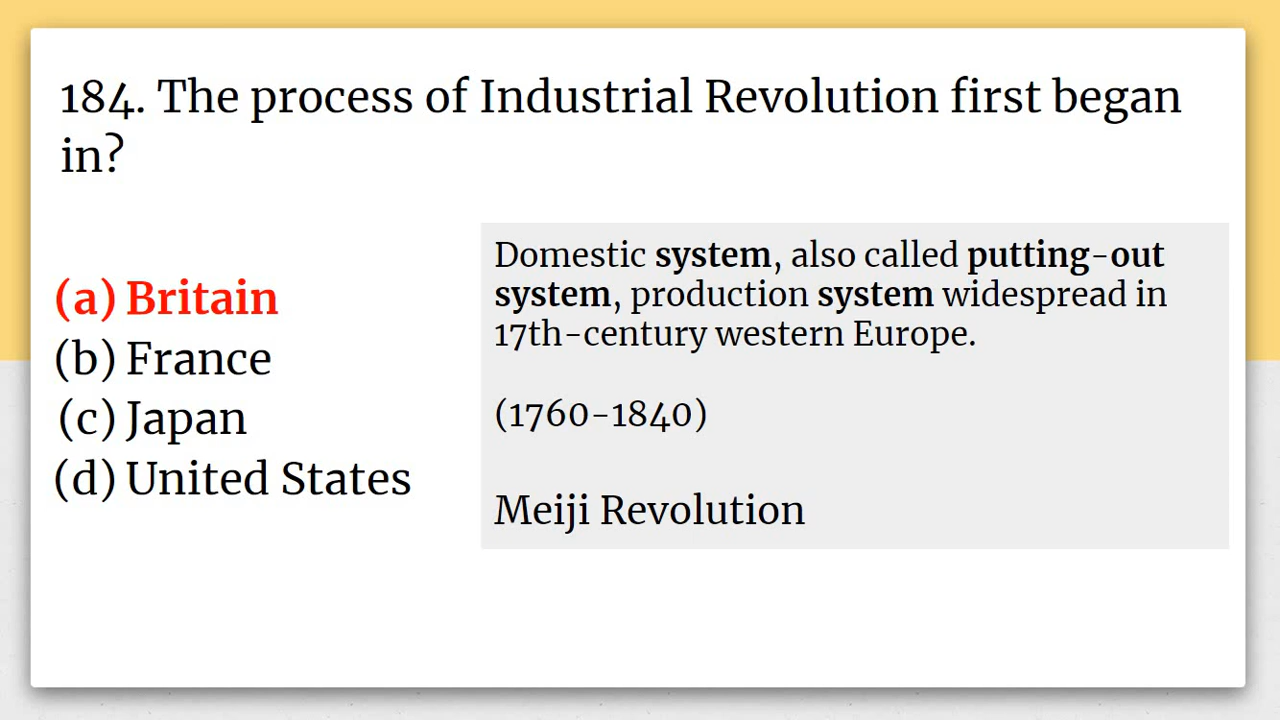 184. The process of Industrial Revolution first began
in?
(a) Britain
(b) France
(c) Japan
(d) United States
Domestic system, also called putting-out
system, production system widespread in
17th-century western Europe.
(1760-1840)
Meiji Revolution